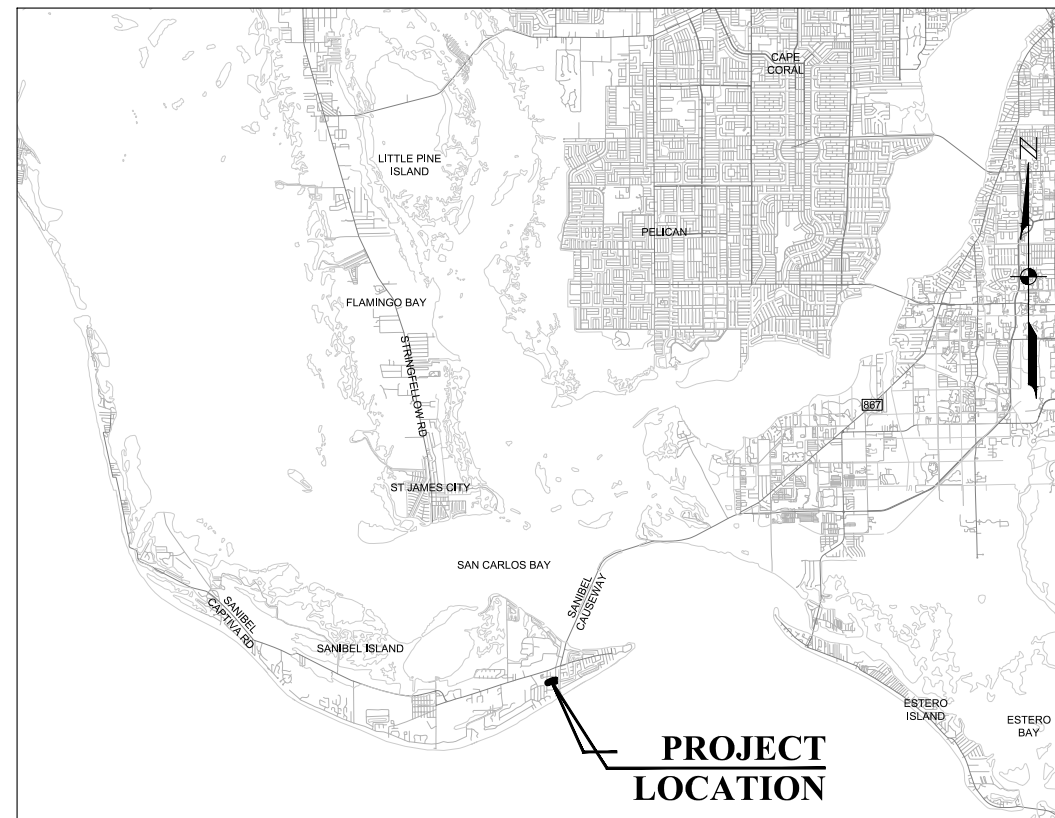 CAPE
CORAL
N
LITTLE PINE
ISLAND
PELICAN
FLAMINGO BAY
STRINGFELLOW RD
867
ST JAMES CITY
SAN CARLOS BAY
SANIBEL
CAUSEWAY
SANIBEL
CAPTIVA RD
SANIBEL ISLAND
ESTERO
ISLAND
ESTERO
BAY
PROJECT
LOCATION